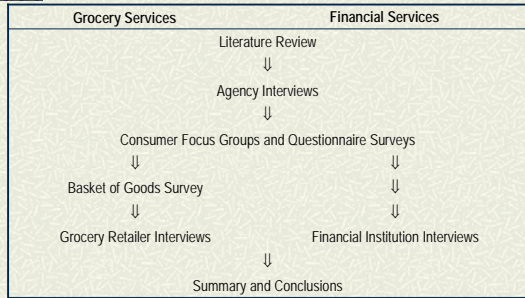 Grocery Services Financial Services
Literature Review
⇓
Agency Interviews
⇓
Consumer Focus Groups and Questionnaire Surveys
⇓ ⇓
Basket of Goods Survey ⇓
⇓ ⇓
Grocery Retailer Interviews Financial Institution Interviews
⇓
Summary and Conclusions